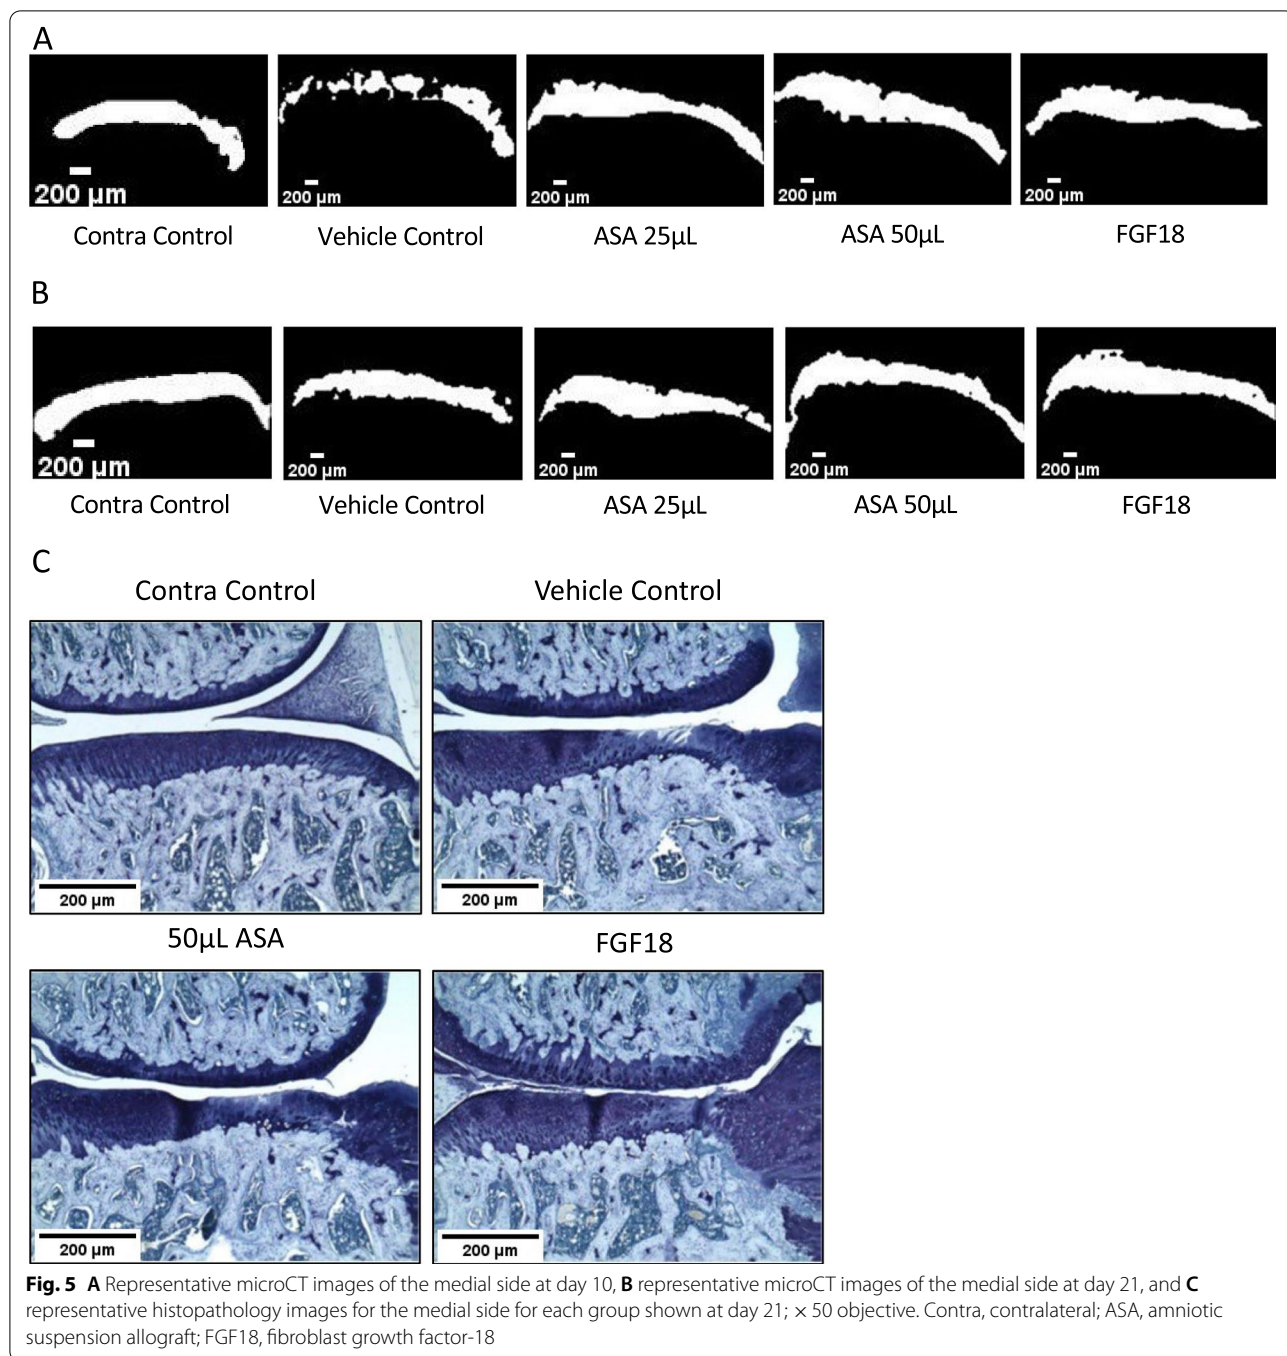 A
200 μm 200 μm 200 μm 200 μm 200 μm
Contra Control Vehicle Control ASA 25μL ASA 50μL FGF18
B
200 μm 200 μm 200 μm 200 μm 200 μm
Contra Control Vehicle Control ASA 25μL ASA 50μL FGF18
C
Contra Control Vehicle Control
200 μm 200 μm
50μL ASA FGF18
200 μm 200 μm
Fig. 5 A Representative microCT images of the medial side at day 10, B representative microCT images of the medial side at day 21, and C
representative histopathology images for the medial side for each group shown at day 21; × 50 objective. Contra, contralateral; ASA, amniotic
suspension allograft; FGF18, fibroblast growth factor-18